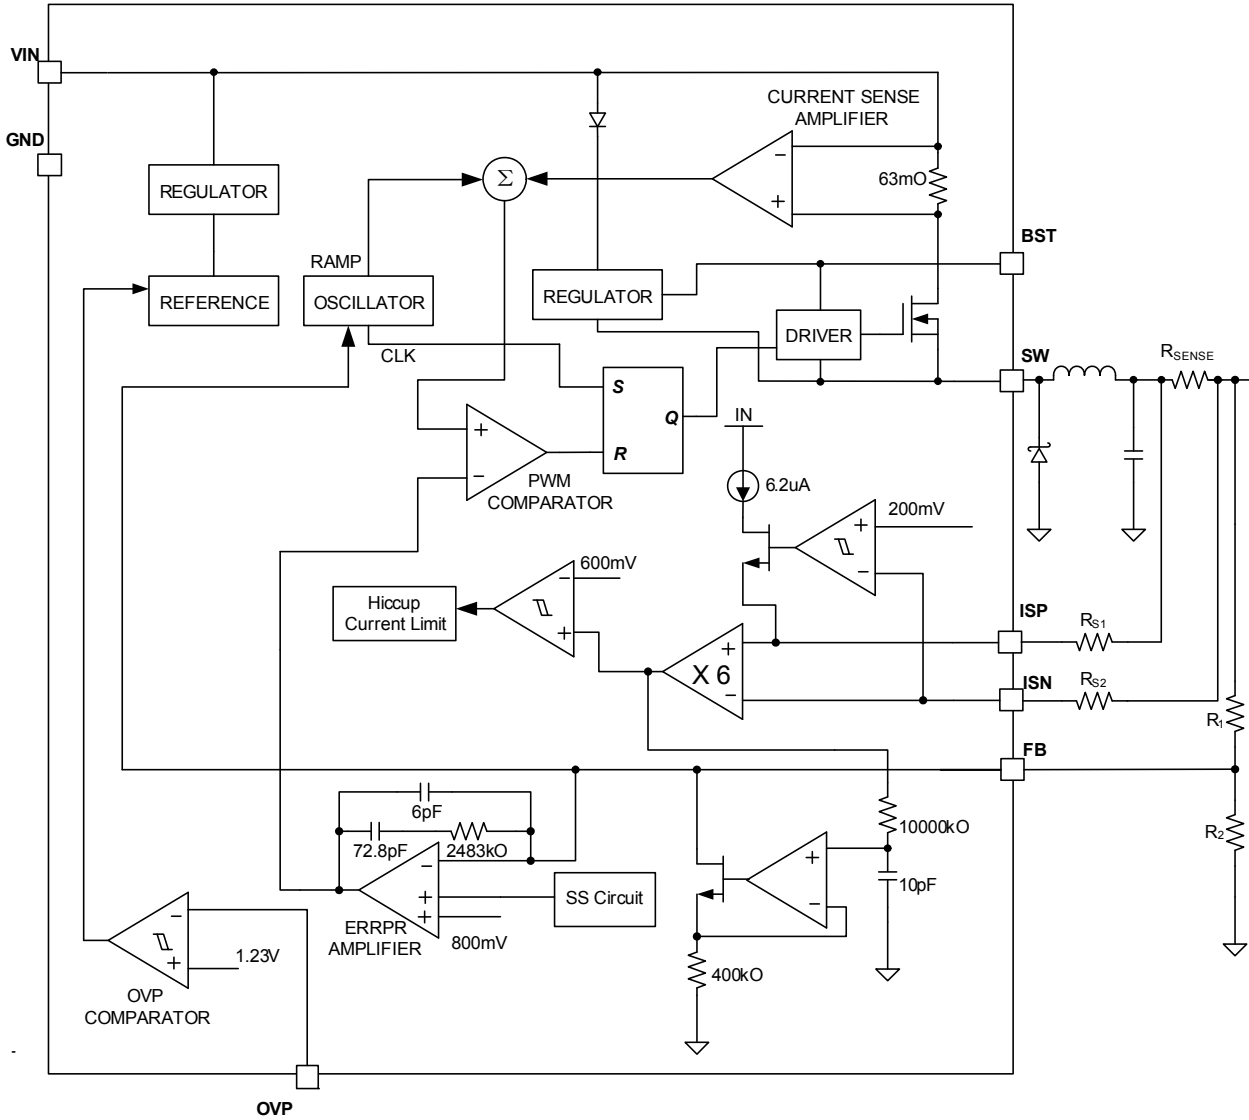 VIN
CURRENT SENSE
AMPLIFIER
GND
−
Σ
REGULATOR
63mO
+
BST
RAMP
REFERENCE
OSCILLATOR
REGULATOR
DRIVER
SW
RSENSE
CLK
S
IN
Q
+
R
−
PWM
COMPARATOR
6.2uA
200mV
+
600mV
−
−
Hiccup
Current Limit
ISP
RS1
+
+
X 6
−
ISN
RS2
R1
FB
6pF
10000kO
72.8pF
2483kO
R2
−
+
10pF
+
SS Circuit
−
+
ERRPR
AMPLIFIER
800mV
−
1.23V
+
400kO
OVP
COMPARATOR
-
OVP